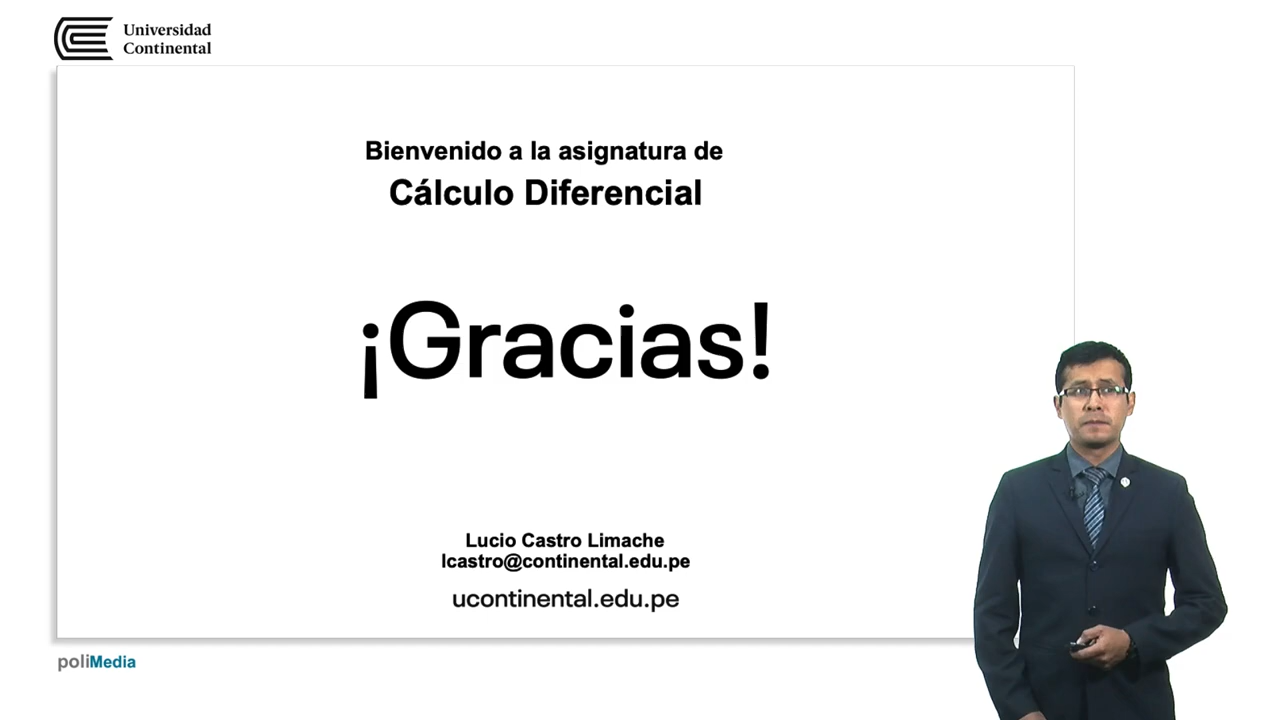 Universidad
Continental
Bienvenido a la asignatura de
Cálculo Diferencial
¡Gracias!
Lucio Castro Limache
lcastro@continental.edu.pe
ucontinental.edu.pe
poliMedia